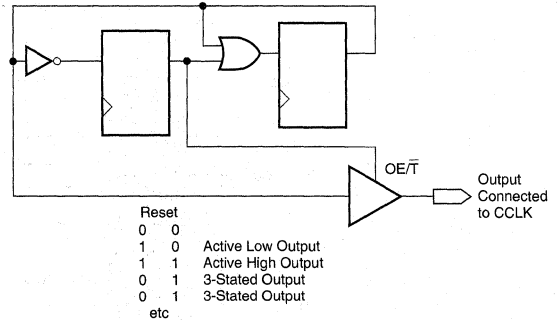 OE/T̅
Output
Connected
to CCLK
Reset
0 0
1 0 Active Low Output
1 1 Active High Output
0 1 3-Stated Output
0 1 3-Stated Output
etc